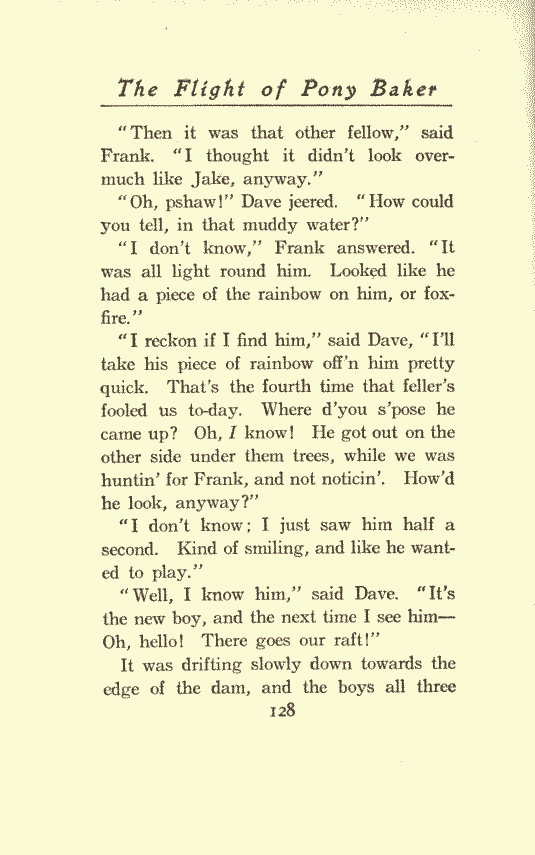 The Flight of Pony Baker
"Then it was that other fellow," said
Frank. "I thought it didn't look over-
much like Jake, anyway."
"Oh, pshaw!" Dave jeered. "How could
you tell, in that muddy water?"
"I don't know," Frank answered. "It
was all light round him. Looked like he
had a piece of the rainbow on him, or fox-
fire."
"I reckon if I find him," said Dave, "I'll
take his piece of rainbow off'n him pretty
quick. That's the fourth time that feller's
fooled us to-day. Where d'you s'pose he
came up? Oh, I know! He got out on the
other side under them trees, while we was
huntin' for Frank, and not noticin'. How'd
he look, anyway?"
"I don't know; I just saw him half a
second. Kind of smiling, and like he want-
ed to play."
"Well, I know him," said Dave. "It's
the new boy, and the next time I see him—
Oh, hello! There goes our raft!"
It was drifting slowly down towards the
edge of the dam, and the boys all three
128